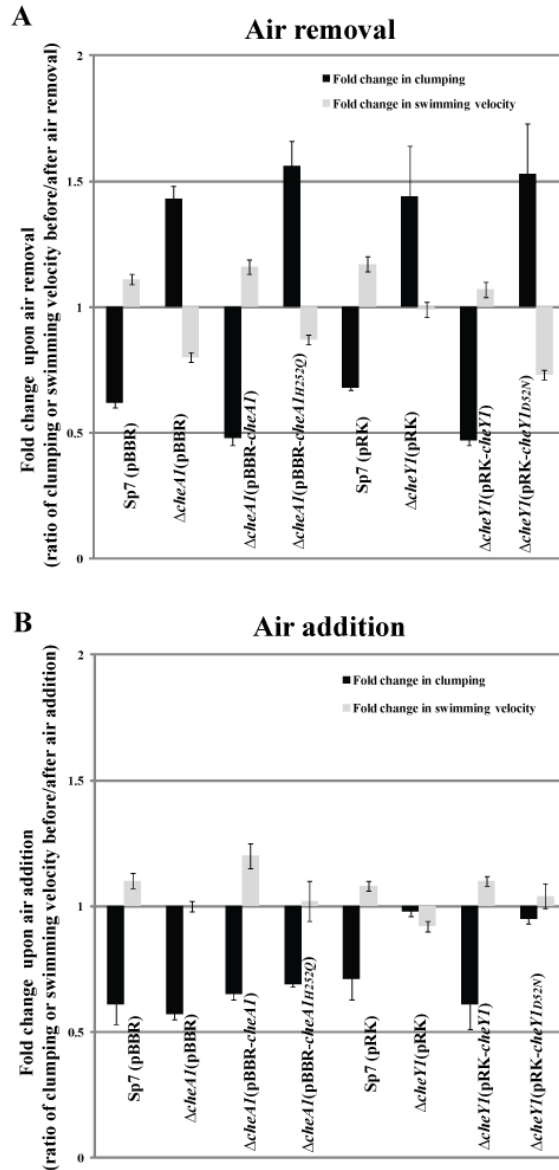 A
Air removal
2
Fold change in clumping
Fold change in swimming velocity
1.5
1
0.5
0
Fold change upon air removal
(ratio of clumping or swimming velocity before/after air removal)
Sp7 (pBBR)
ΔcheA1(pBBR)
ΔcheA1(pBBR-cheA1)
ΔcheA1(pBBR-cheA1H252Q)
Sp7 (pRK)
ΔcheY1(pRK)
ΔcheY1(pRK-cheY1)
ΔcheY1(pRK-cheY1D52N)
B
Air addition
2
Fold change in clumping
Fold change in swimming velocity
1.5
1
0.5
0
Fold change upon air addition
(ratio of clumping or swimming velocity before/after air addition)
Sp7 (pBBR)
ΔcheA1(pBBR)
ΔcheA1(pBBR-cheA1)
ΔcheA1(pBBR-cheA1H252Q)
Sp7 (pRK)
ΔcheY1(pRK)
ΔcheY1(pRK-cheY1)
ΔcheY1(pRK-cheY1D52N)